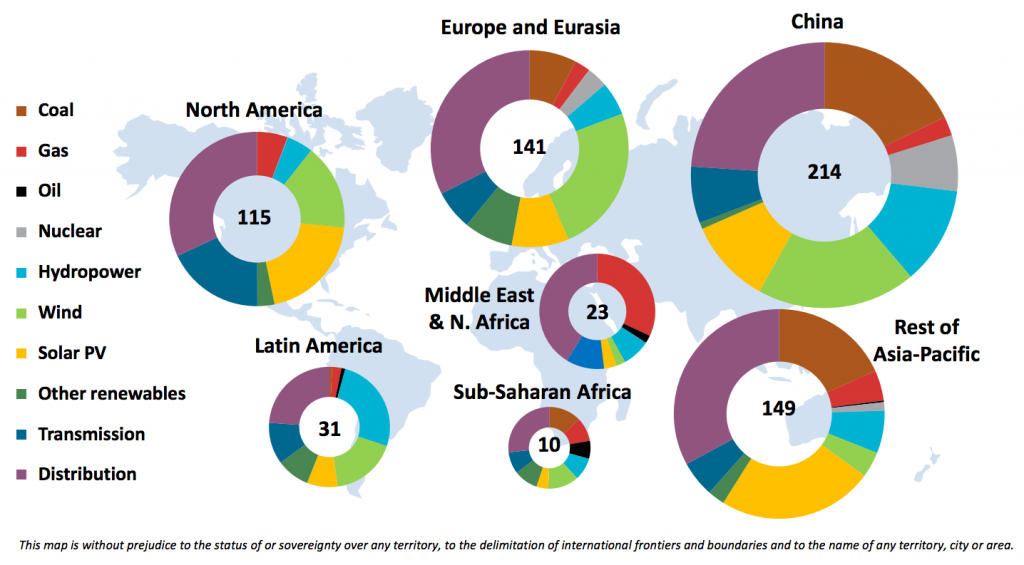 China
Europe and Eurasia
North America
Coal
Gas
Oil
Nuclear
Hydropower
Wind
Solar PV
Other renewables
Transmission
Distribution
141
214
115
Middle East
& N. Africa
23
Latin America
31
Sub-Saharan Africa
10
Rest of
Asia-Pacific
149
This map is without prejudice to the status of or sovereignty over any territory, to the delimitation of international frontiers and boundaries and to the name of any territory, city or area.